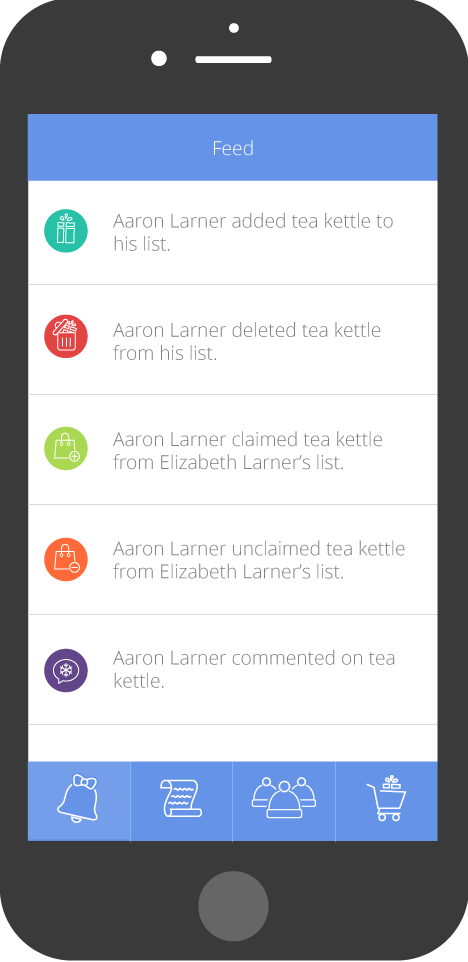 Feed
Aaron Larner added tea kettle to
his list.
Aaron Larner deleted tea kettle
from his list.
Aaron Larner claimed tea kettle
from Elizabeth Larner’s list.
Aaron Larner unclaimed tea kettle
from Elizabeth Larner’s list.
Aaron Larner commented on tea
kettle.